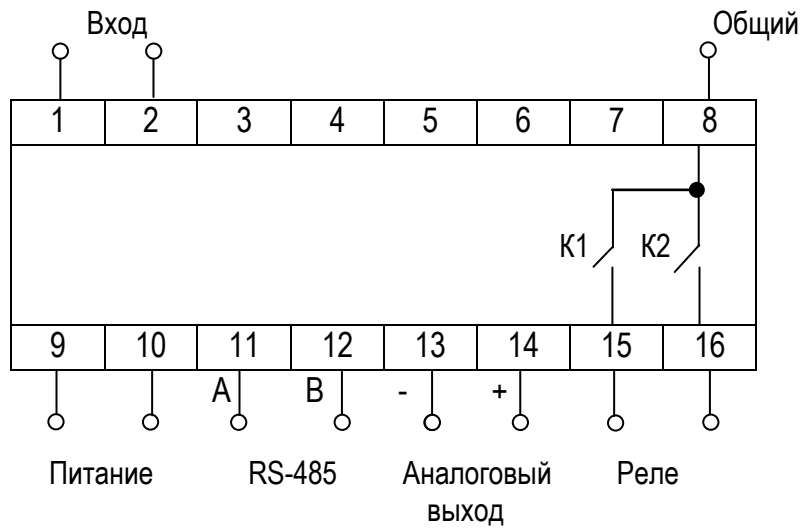 Вход Общий
1 2 3 4 5 6 7 8
К1 К2
9 10 11 12 13 14 15 16
A B - +
Питание RS-485 Аналоговый Реле
выход